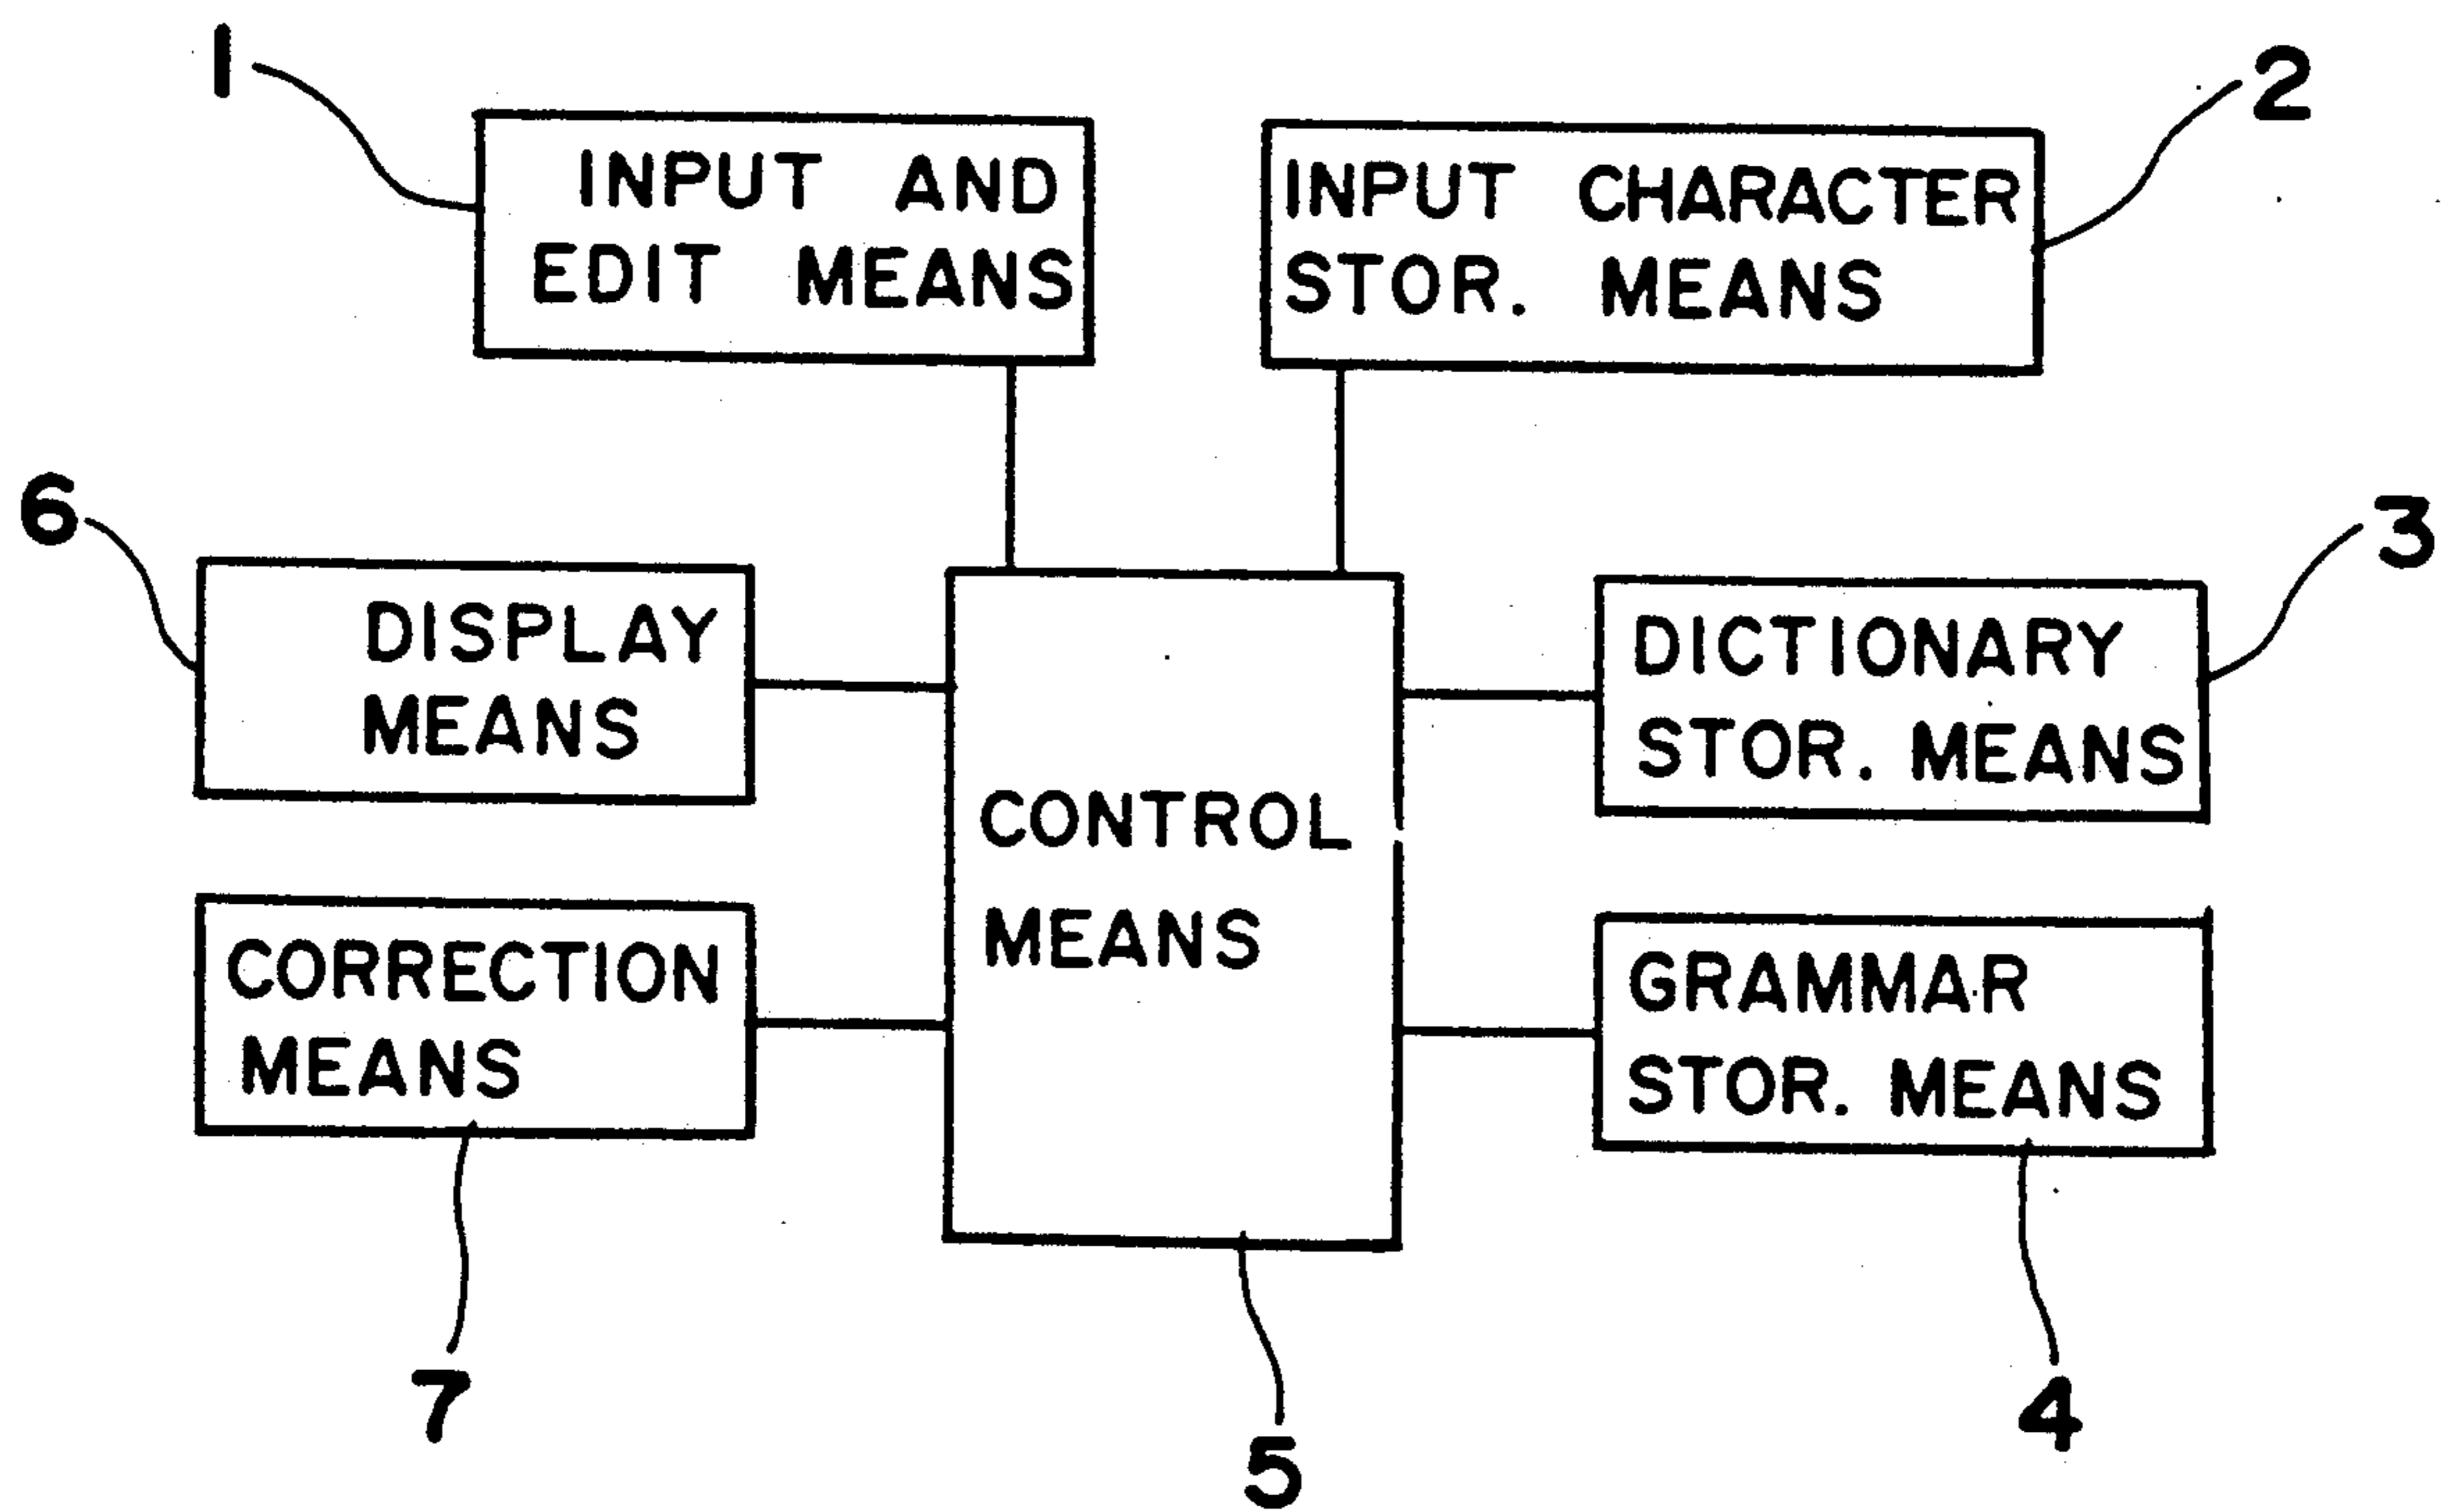 1
INPUT AND
EDIT MEANS
2
INPUT CHARACTER
STOR. MEANS
6
DISPLAY
MEANS
3
DICTIONARY
STOR. MEANS
CONTROL
MEANS
CORRECTION
MEANS
GRAMMAR
STOR. MEANS
7
5
4